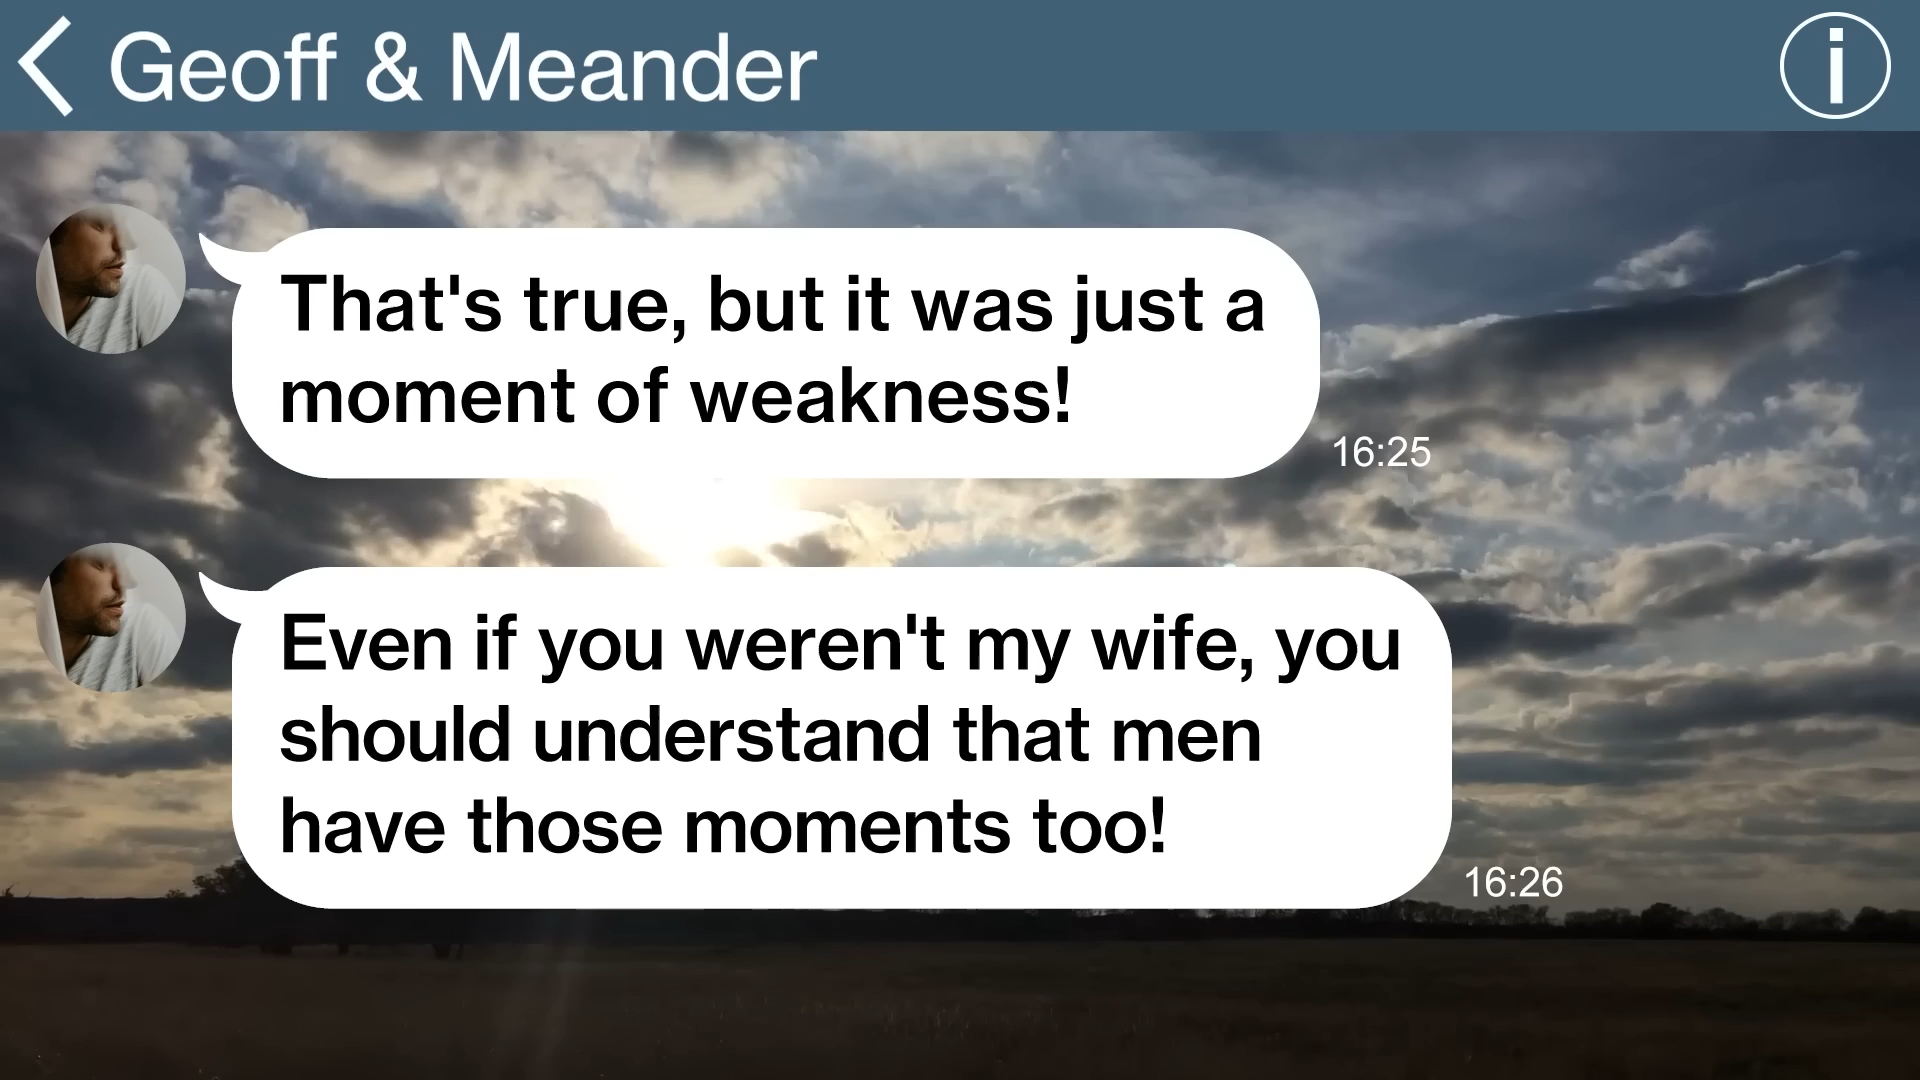 Geoff & Meander
That's true, but it was just a
moment of weakness!
16:25
Even if you weren't my wife, you
should understand that men
have those moments too!
16:26